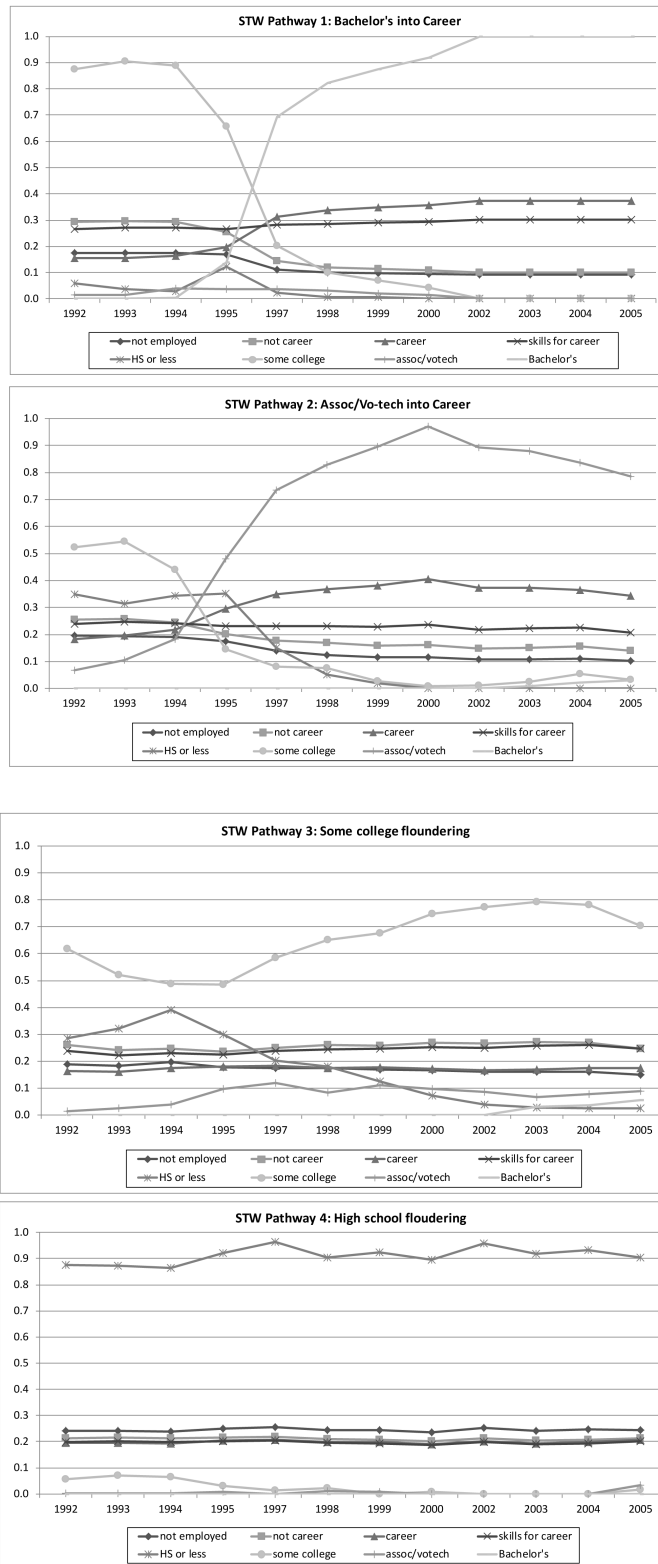 STW Pathway 1: Bachelor's into Career
1.0
0.9
0.8
0.7
0.6
0.5
0.4
0.3
0.2
0.1
0.0
1992 1993 1994 1995 1997 1998 1999 2000 2002 2003 2004 2005
not employed not career career skills for career
HS or less some college assoc/votech Bachelor's
STW Pathway 2: Assoc/Vo-tech into Career
1.0
0.9
0.8
0.7
0.6
0.5
0.4
0.3
0.2
0.1
0.0
1992 1993 1994 1995 1997 1998 1999 2000 2002 2003 2004 2005
not employed not career career skills for career
HS or less some college assoc/votech Bachelor's
STW Pathway 3: Some college floundering
1.0
0.9
0.8
0.7
0.6
0.5
0.4
0.3
0.2
0.1
0.0
1992 1993 1994 1995 1997 1998 1999 2000 2002 2003 2004 2005
not employed not career career skills for career
HS or less some college assoc/votech Bachelor's
STW Pathway 4: High school floudering
1.0
0.9
0.8
0.7
0.6
0.5
0.4
0.3
0.2
0.1
0.0
1992 1993 1994 1995 1997 1998 1999 2000 2002 2003 2004 2005
not employed not career career skills for career
HS or less some college assoc/votech Bachelor's